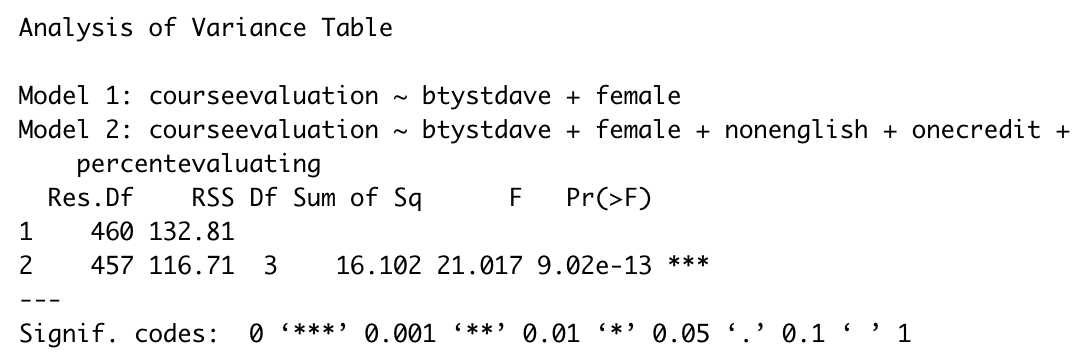 Analysis of Variance Table

Model 1: courseevaluation ~ btystdave + female
Model 2: courseevaluation ~ btystdave + female + nonenglish + onecredit +
    percentevaluating
  Res.Df    RSS Df Sum of Sq      F   Pr(>F)
1    460 132.81
2    457 116.71  3    16.102 21.017 9.02e-13 ***
---
Signif. codes:  0 ‘***’ 0.001 ‘**’ 0.01 ‘*’ 0.05 ‘.’ 0.1 ‘ ’ 1